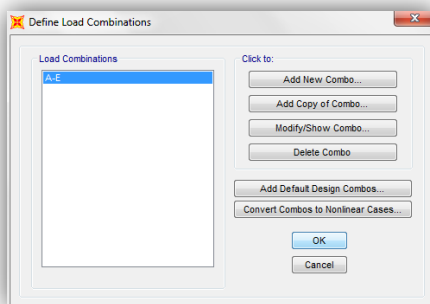 Define Load Combinations
Load Combinations
A-E
Click to:
Add New Combo...
Add Copy of Combo...
Modify/Show Combo...
Delete Combo
Add Default Design Combos...
Convert Combos to Nonlinear Cases...
OK
Cancel